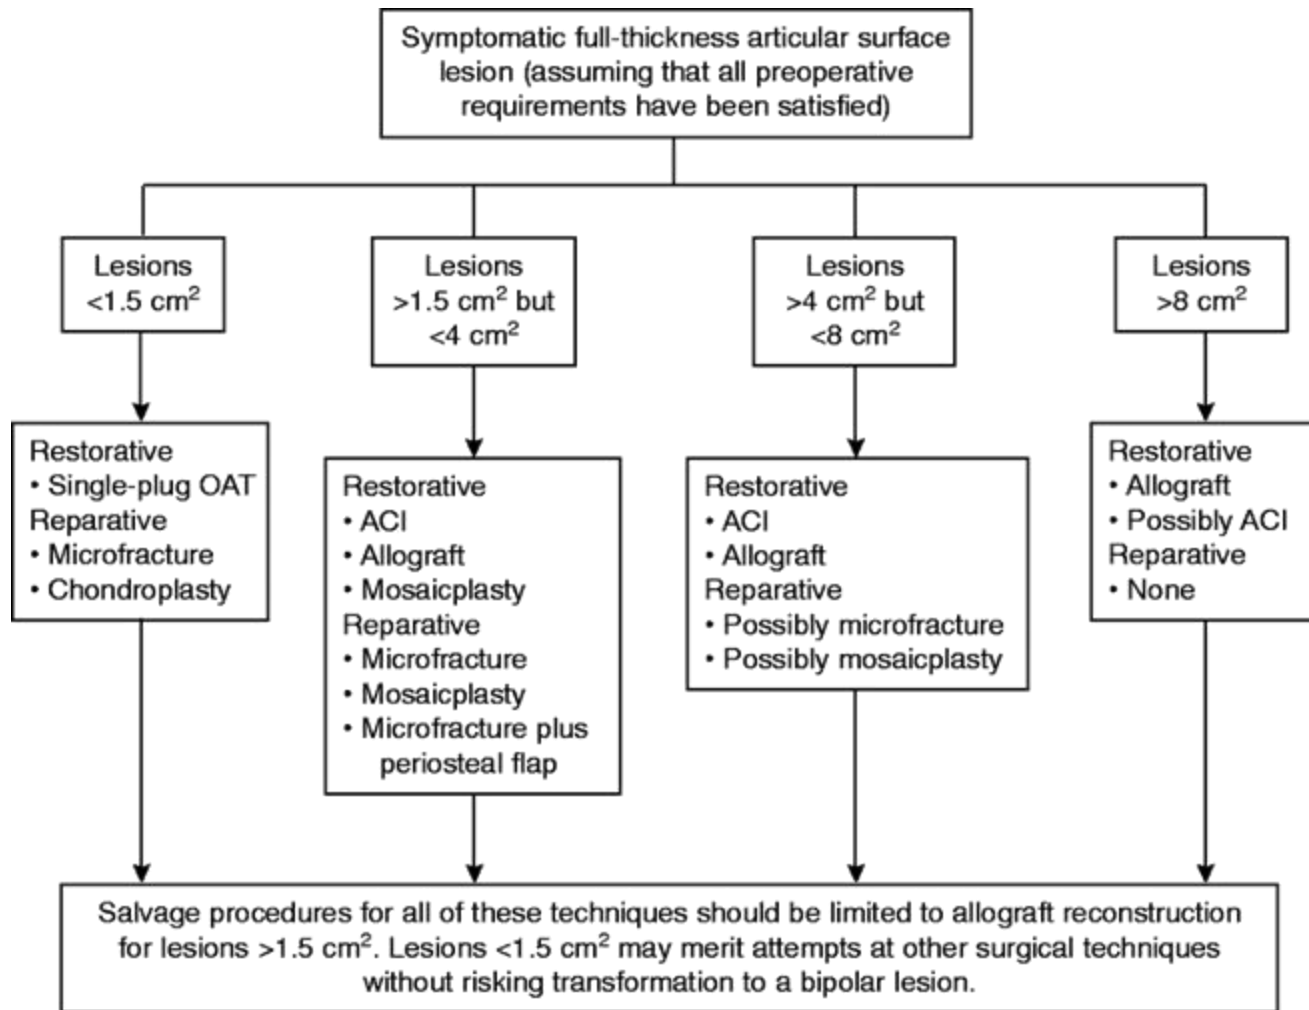 Symptomatic full-thickness articular surface
lesion (assuming that all preoperative
requirements have been satisfied)
Lesions
<1.5 cm²
Lesions
>1.5 cm² but
<4 cm²
Lesions
>4 cm² but
<8 cm²
Lesions
>8 cm²
Restorative
• Single-plug OAT
Reparative
• Microfracture
• Chondroplasty
Restorative
• ACI
• Allograft
• Mosaicplasty
Reparative
• Microfracture
• Mosaicplasty
• Microfracture plus
periosteal flap
Restorative
• ACI
• Allograft
Reparative
• Possibly microfracture
• Possibly mosaicplasty
Restorative
• Allograft
• Possibly ACI
Reparative
• None
Salvage procedures for all of these techniques should be limited to allograft reconstruction
for lesions >1.5 cm². Lesions <1.5 cm² may merit attempts at other surgical techniques
without risking transformation to a bipolar lesion.